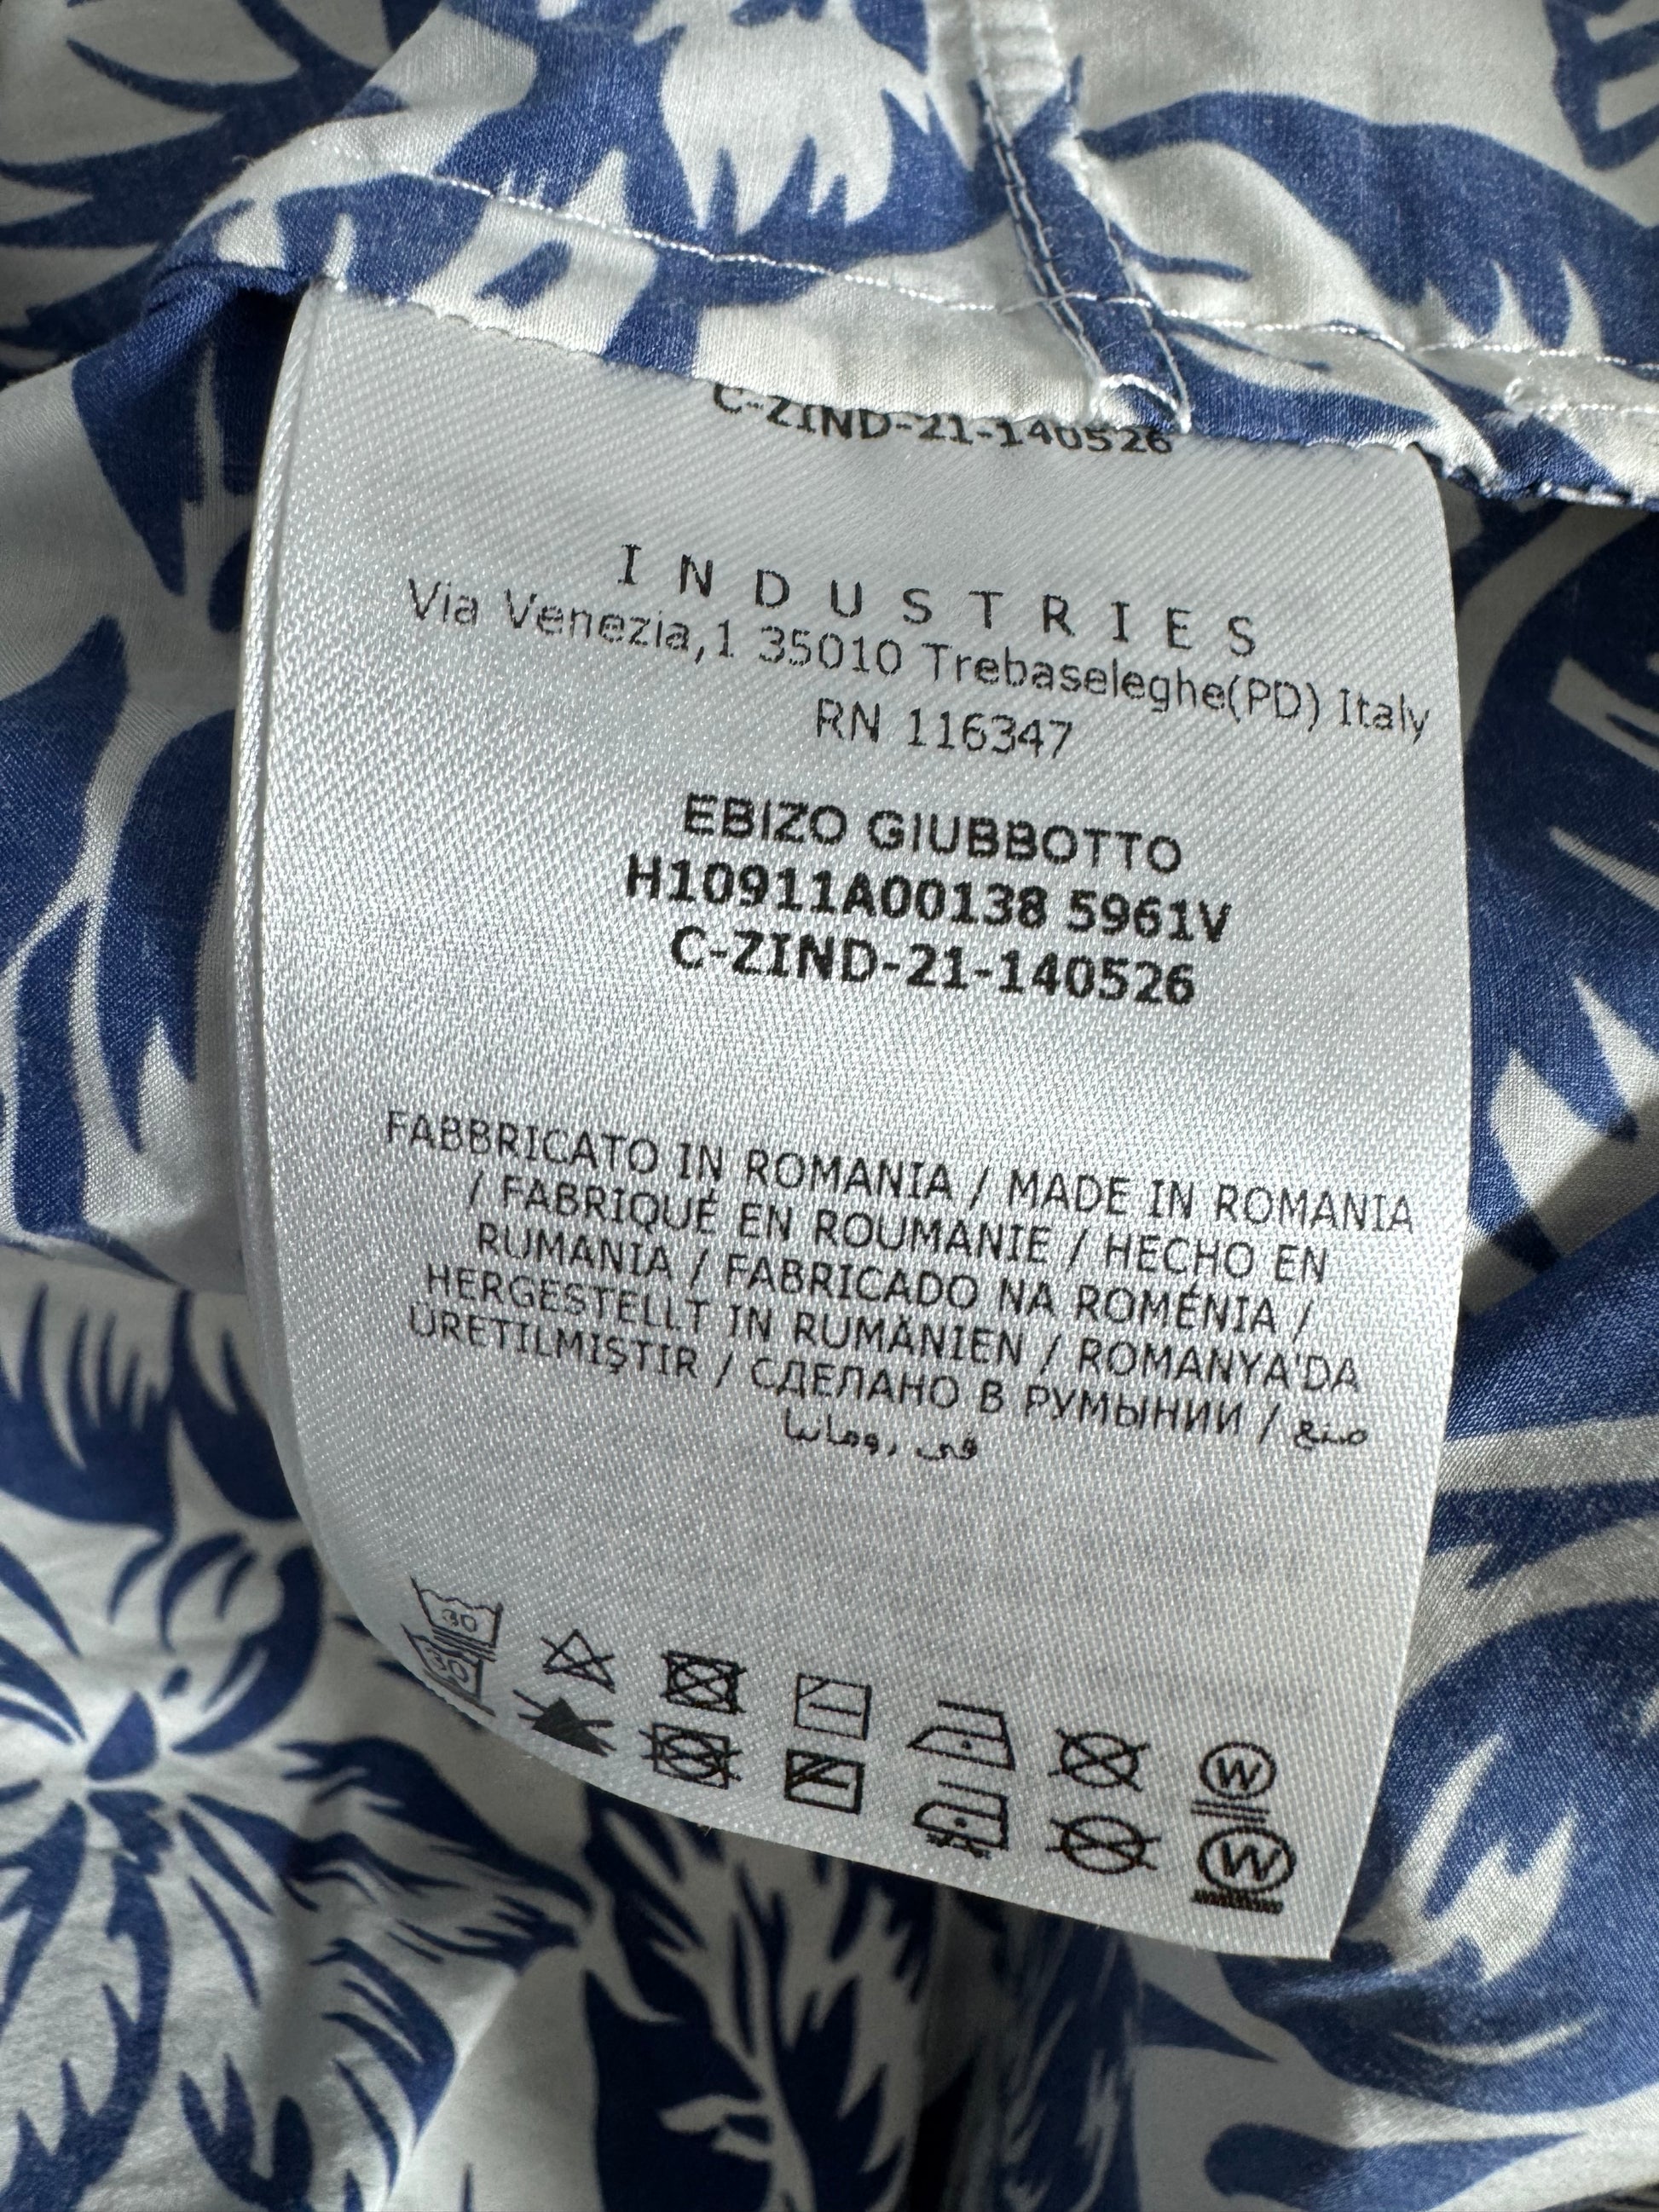 C-ZIND-21-140526
I N D U S T R I E S
Via Venezia,1 35010 Trebaseleghe(PD) Italy
RN 116347
EBIZO GIUBBOTTO
H10911A00138 5961V
C-ZIND-21-140526
FABBRICATO IN ROMANIA / MADE IN ROMANIA
/ FABRIQUÉ EN ROUMANIE / HECHO EN
RUMANIA / FABRICADO NA ROMÉNIA /
HERGESTELLT IN RUMÄNIEN / ROMANYA'DA
ÜRETILMIŞTIR / СДЕЛАНО В РУМЫНИИ / صنع
في رومانيا
30 W
30 W